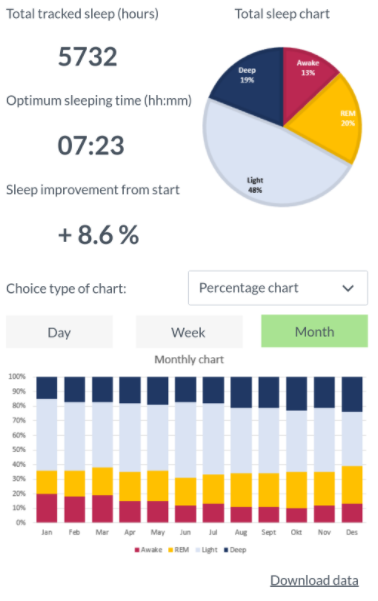 Total tracked sleep (hours)
5732
Optimum sleeping time (hh:mm)
07:23
Sleep improvement from start
+ 8.6 %
Total sleep chart
Awake
13%
REM
20%
Light
48%
Deep
19%
Choice type of chart:
Percentage chart
Day
Week
Month
Monthly chart
100%
90%
80%
70%
60%
50%
40%
30%
20%
10%
0%
Jan Feb Mar Apr May Jun Jul Aug Sept Okt Nov Des
Awake REM Light Deep
Download data